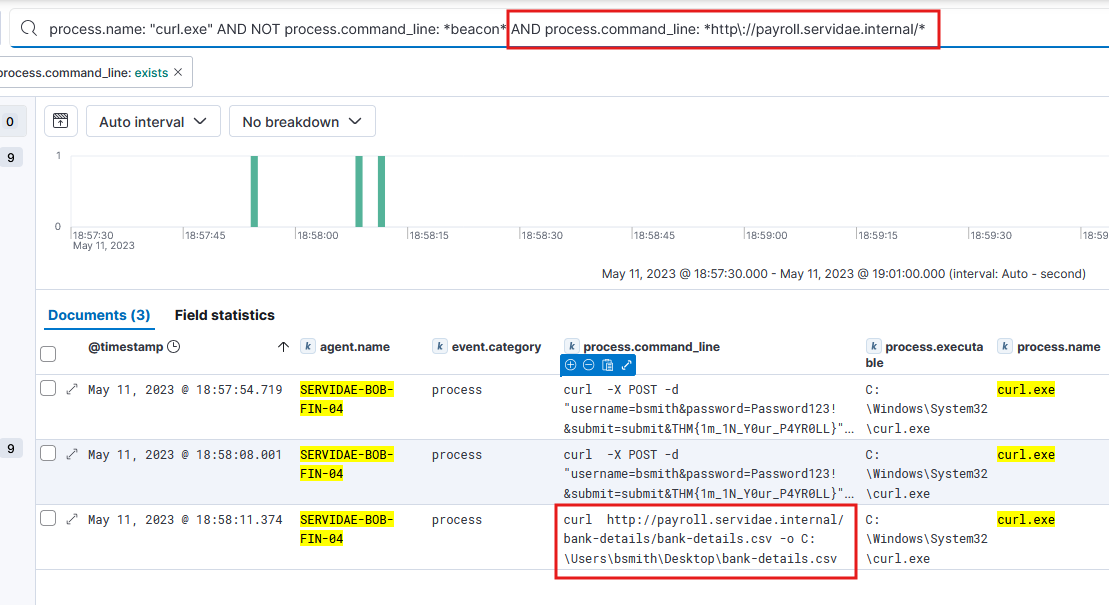 process.name: "curl.exe" AND NOT process.command_line: *beacon* AND process.command_line: *http\://payroll.servidae.internal/*
process.command_line: exists ×
0
9
Auto interval
No breakdown
1
0
18:57:30
May 11, 2023
18:57:45
18:58:00
18:58:15
18:58:30
18:58:45
18:59:00
18:59:15
18:59:30
18:59
May 11, 2023 @ 18:57:30.000 - May 11, 2023 @ 19:01:00.000 (interval: Auto - second)
Documents (3) Field statistics
@timestamp k agent.name k event.category k process.command_line k process.executa k process.name
ble
May 11, 2023 @ 18:57:54.719 SERVIDAE-BOB- process curl -X POST -d C: curl.exe
FIN-04 "username=bsmith&password=Password123! \Windows\System32
&submit=submit&THM{1m_1N_Y0ur_P4YR0LL}"… \curl.exe
9
May 11, 2023 @ 18:58:08.001 SERVIDAE-BOB- process curl -X POST -d C: curl.exe
FIN-04 "username=bsmith&password=Password123! \Windows\System32
&submit=submit&THM{1m_1N_Y0ur_P4YR0LL}"… \curl.exe
May 11, 2023 @ 18:58:11.374 SERVIDAE-BOB- process curl http://payroll.servidae.internal/ C: curl.exe
FIN-04 bank-details/bank-details.csv -o C: \Windows\System32
\Users\bsmith\Desktop\bank-details.csv \curl.exe